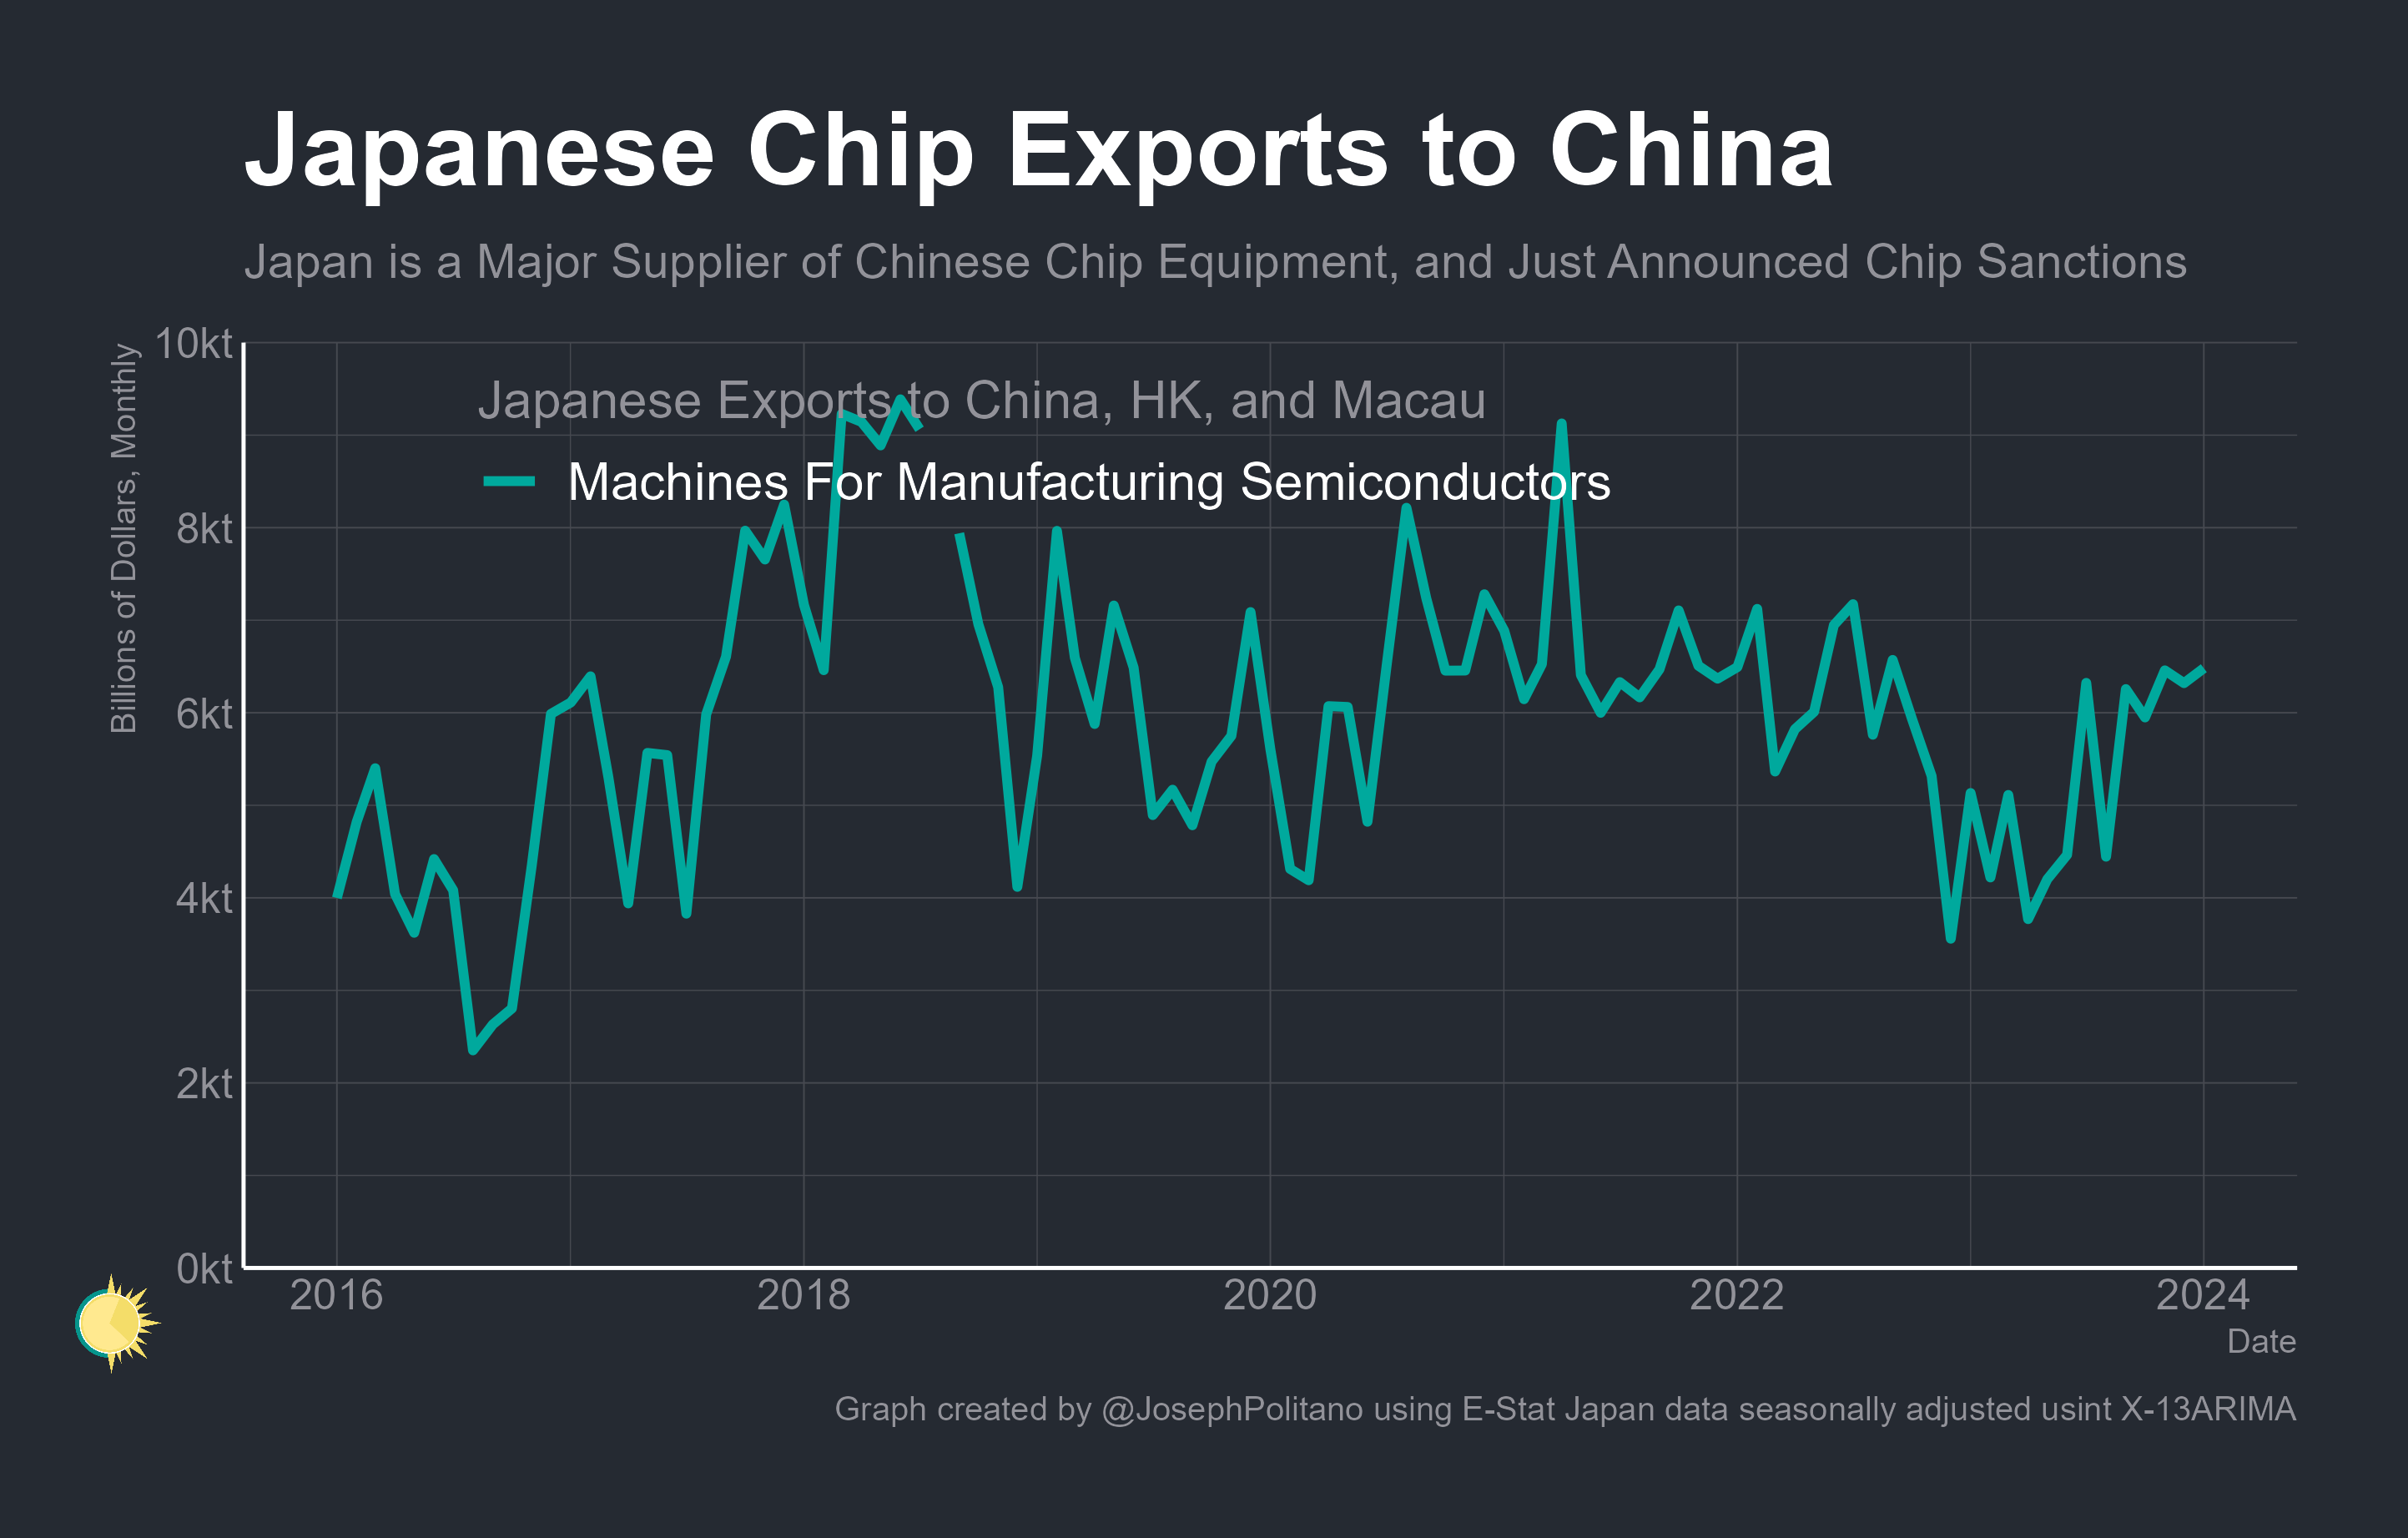 Japanese Chip Exports to China
Japan is a Major Supplier of Chinese Chip Equipment, and Just Announced Chip Sanctions
Billions of Dollars, Monthly
10kt
8kt
6kt
4kt
2kt
0kt
Japanese Exports to China, HK, and Macau
Machines For Manufacturing Semiconductors
2016
2018
2020
2022
2024
Date
Graph created by @JosephPolitano using E-Stat Japan data seasonally adjusted usint X-13ARIMA